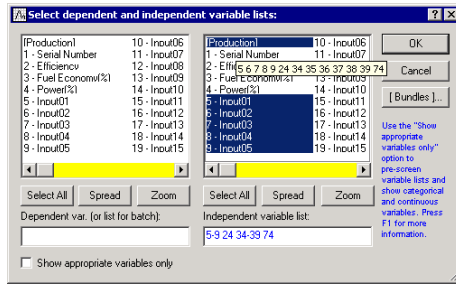 Select dependent and independent variable lists:
[Production] 10 - Input06
1 - Serial Number 11 - Input07
2 - Efficiency 12 - Input08
3 - Fuel Economy(%) 13 - Input09
4 - Power(%) 14 - Input10
5 - Input01 15 - Input11
6 - Input02 16 - Input12
7 - Input03 17 - Input13
8 - Input04 18 - Input14
9 - Input05 19 - Input15
Select All Spread Zoom
Dependent var. (or list for batch):
Show appropriate variables only
[Production] 10 - Input06
1 - Serial Number 11 - Input07
2 - Effi
5 6 7 8 9 24 34 35 36 37 38 39 74
3 - Fuel Economy(%) 13 - Input09
4 - Power(%) 14 - Input10
5 - Input01 15 - Input11
6 - Input02 16 - Input12
7 - Input03 17 - Input13
8 - Input04 18 - Input14
9 - Input05 19 - Input15
Select All Spread Zoom
Independent variable list:
5-9 24 34-39 74
OK
Cancel
[ Bundles ]...
Use the "Show
appropriate
variables only"
option to
pre-screen
variable lists and
show categorical
and continuous
variables. Press
F1 for more
information.